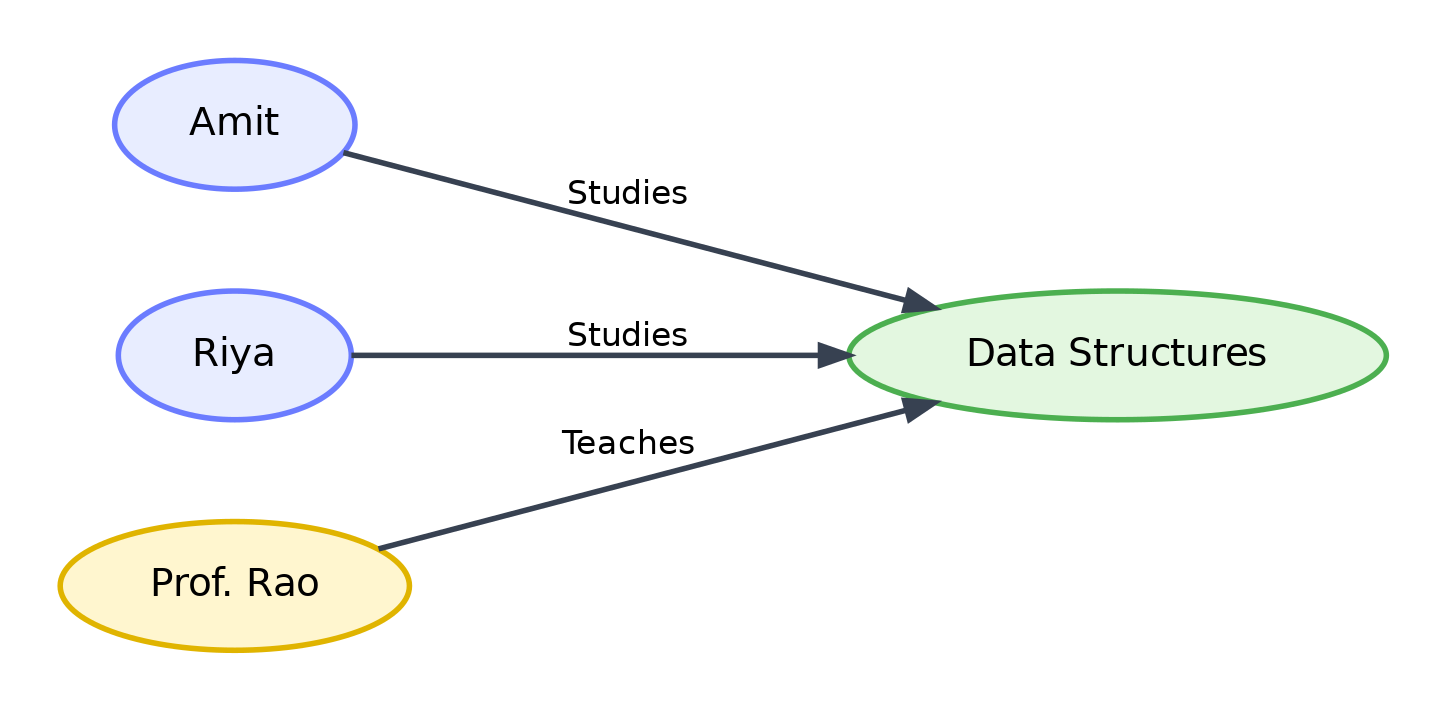 Amit
Studies
Riya
Studies
Data Structures
Teaches
Prof. Rao